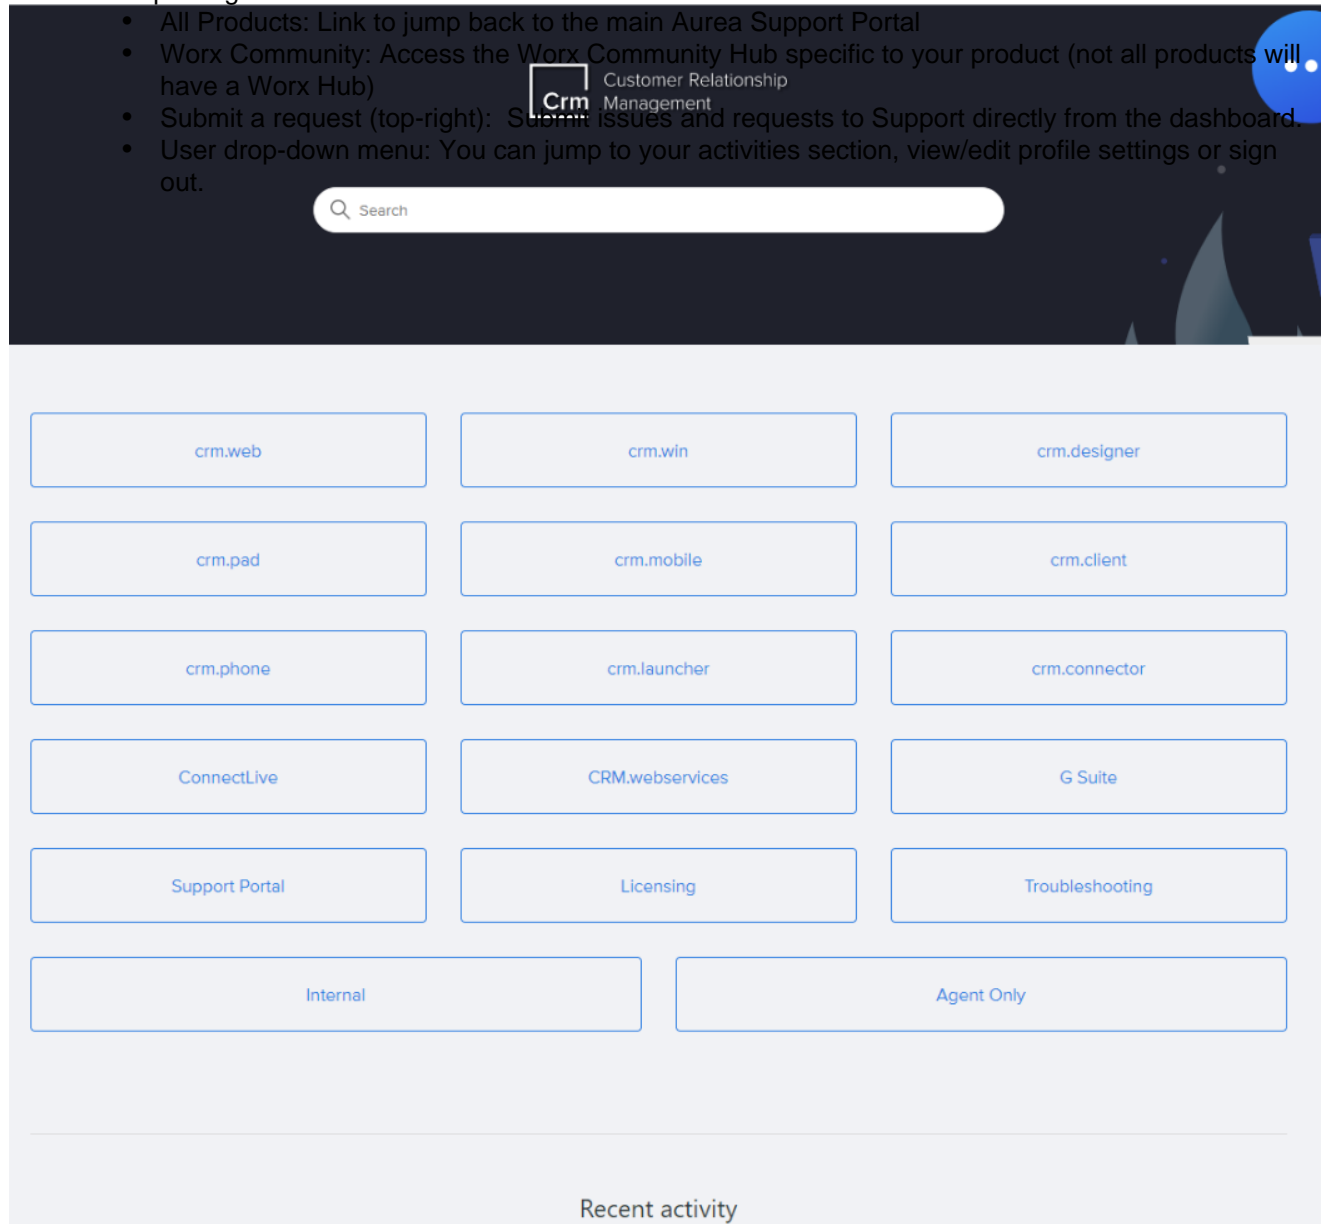 • All Products: Link to jump back to the main Aurea Support Portal
• Worx Community: Access the Worx Community Hub specific to your product (not all products will
have a Worx Hub)
• Submit a request (top-right): Submit issues and requests to Support directly from the dashboard.
• User drop-down menu: You can jump to your activities section, view/edit profile settings or sign
out.
Crm
Customer Relationship
Management
Search
crm.web
crm.win
crm.designer
crm.pad
crm.mobile
crm.client
crm.phone
crm.launcher
crm.connector
ConnectLive
CRM.webservices
G Suite
Support Portal
Licensing
Troubleshooting
Internal
Agent Only
Recent activity